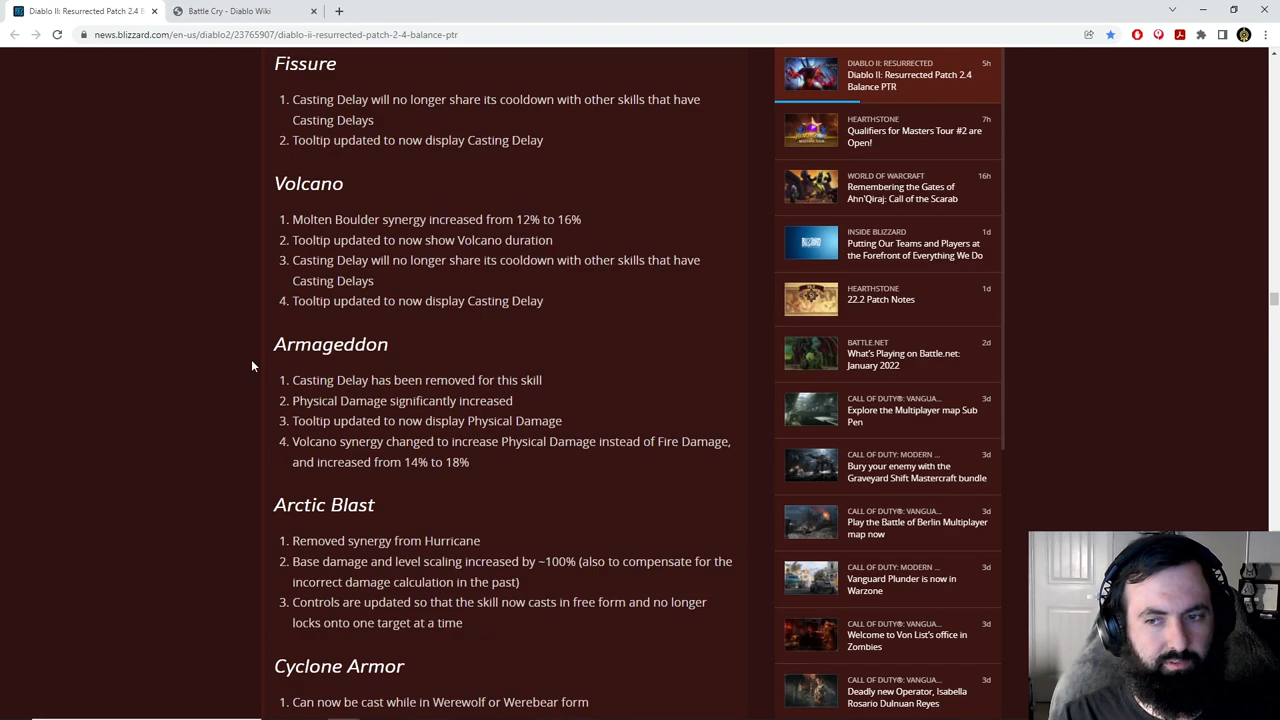 Diablo II: Resurrected Patch 2.4 B
Battle Cry - Diablo Wiki
news.blizzard.com/en-us/diablo2/23765907/diablo-ii-resurrected-patch-2-4-balance-ptr
Fissure
1. Casting Delay will no longer share its cooldown with other skills that have
Casting Delays
2. Tooltip updated to now display Casting Delay
Volcano
1. Molten Boulder synergy increased from 12% to 16%
2. Tooltip updated to now show Volcano duration
3. Casting Delay will no longer share its cooldown with other skills that have
Casting Delays
4. Tooltip updated to now display Casting Delay
Armageddon
1. Casting Delay has been removed for this skill
2. Physical Damage significantly increased
3. Tooltip updated to now display Physical Damage
4. Volcano synergy changed to increase Physical Damage instead of Fire Damage,
and increased from 14% to 18%
Arctic Blast
1. Removed synergy from Hurricane
2. Base damage and level scaling increased by ~100% (also to compensate for the
incorrect damage calculation in the past)
3. Controls are updated so that the skill now casts in free form and no longer
locks onto one target at a time
Cyclone Armor
1. Can now be cast while in Werewolf or Werebear form
DIABLO II: RESURRECTED 5h
Diablo II: Resurrected Patch 2.4
Balance PTR
HEARTHSTONE 7h
Qualifiers for Masters Tour #2 are
Open!
WORLD OF WARCRAFT 16h
Remembering the Gates of
Ahn'Qiraj: Call of the Scarab
INSIDE BLIZZARD 1d
Putting Our Teams and Players at
the Forefront of Everything We Do
HEARTHSTONE 1d
22.2 Patch Notes
BATTLE.NET 2d
What's Playing on Battle.net:
January 2022
CALL OF DUTY®: VANGUA... 3d
Explore the Multiplayer map Sub
Pen
CALL OF DUTY: MODERN ... 3d
Bury your enemy with the
Graveyard Shift Mastercraft bundle
CALL OF DUTY®: VANGUA... 3d
Play the Battle of Berlin Multiplayer
map now
CALL OF DUTY: MODERN ... 3d
Vanguard Plunder is now in
Warzone
CALL OF DUTY®: VANGUA... 3d
Welcome to Von List's office in
Zombies
CALL OF DUTY®: VANGUA... 3d
Deadly new Operator, Isabella
Rosario Dulnuan Reyes